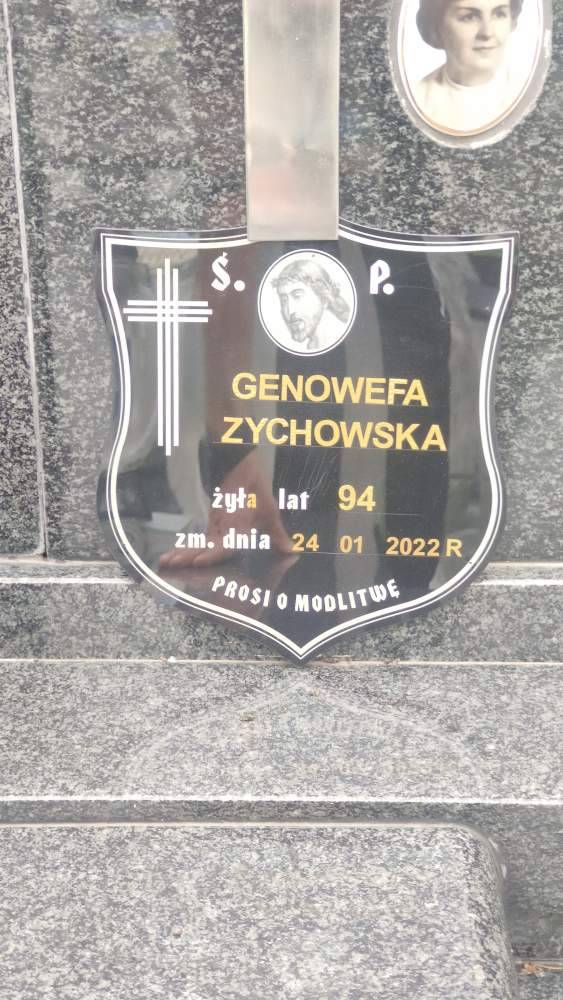 Ś. P.
GENOWEFA
ZYCHOWSKA
żyła lat 94
zm. dnia 24 01 2022 R
PROSI O MODLITWĘ